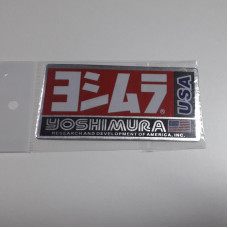 ヨシムラ®
USA
YOSHIMURA
RESEARCH AND DEVELOPMENT OF AMERICA, INC.